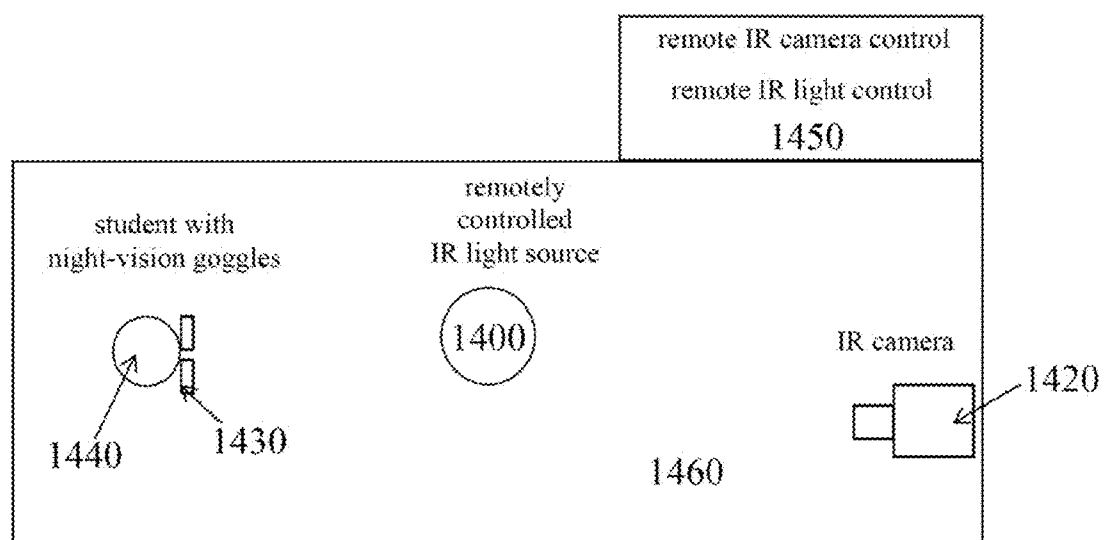 remote IR camera control
remote IR light control
1450
student with
night-vision goggles
remotely
controlled
IR light source
1400
IR camera
1420
1440
1430
1460